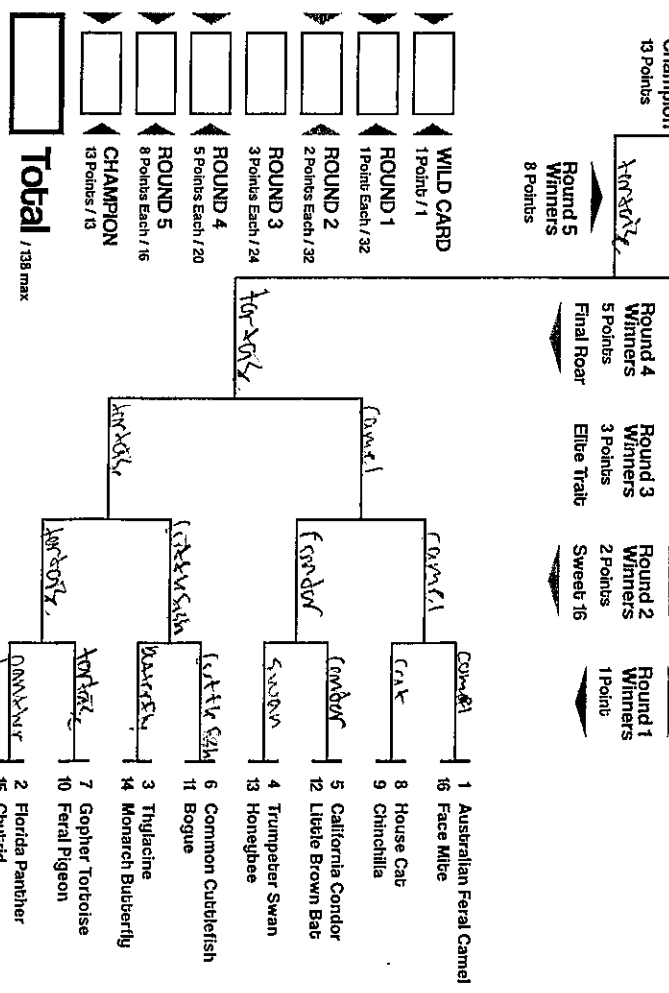 Champion
13 Points
tortoise
Round 5
Winners
8 Points
Round 4
Winners
5 Points
Final Roar
Round 3
Winners
3 Points
Elite Trait
Round 2
Winners
2 Points
Sweet 16
Round 1
Winners
1 Point
WILD CARD
1 Point / 1
ROUND 1
1 Point Each / 32
ROUND 2
2 Points Each / 32
ROUND 3
3 Points Each / 24
ROUND 4
5 Points Each / 20
ROUND 5
8 Points Each / 16
CHAMPION
13 Points / 13
Total / 138 max
tortoise
camel
tortoise
camel
condor
cuttlefish
tortoise
camel
cat
condor
swan
cuttlefish
butterfly
tortoise
panther
1 Australian Feral Camel
16 Face Mite
8 House Cat
9 Chinchilla
5 California Condor
12 Little Brown Bat
4 Trumpeter Swan
13 Honeybee
6 Common Cuttlefish
11 Bogue
3 Thylacine
14 Monarch Butterfly
7 Gopher Tortoise
10 Feral Pigeon
2 Florida Panther
15 Chytrid